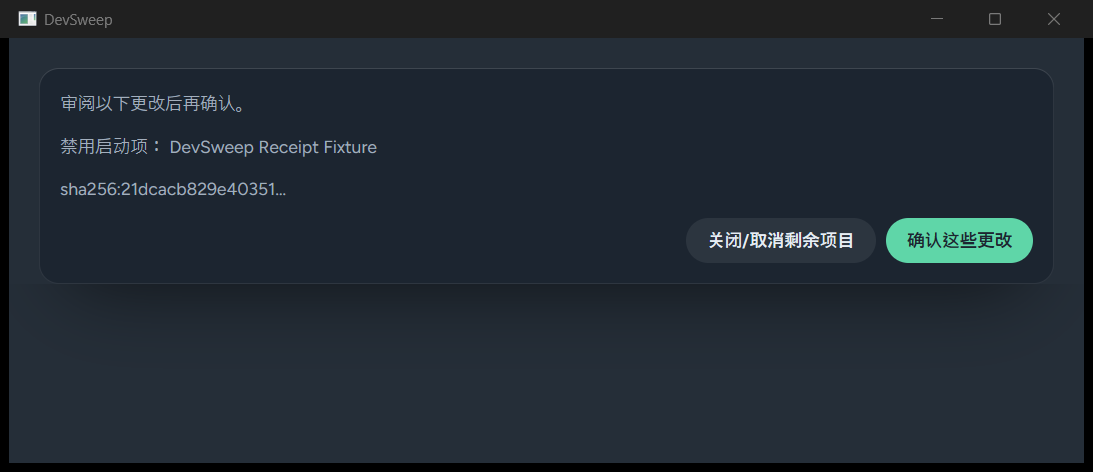 DevSweep
审阅以下更改后再确认。
禁用启动项： DevSweep Receipt Fixture
sha256:21dcacb829e40351...
关闭/取消剩余项目
确认这些更改